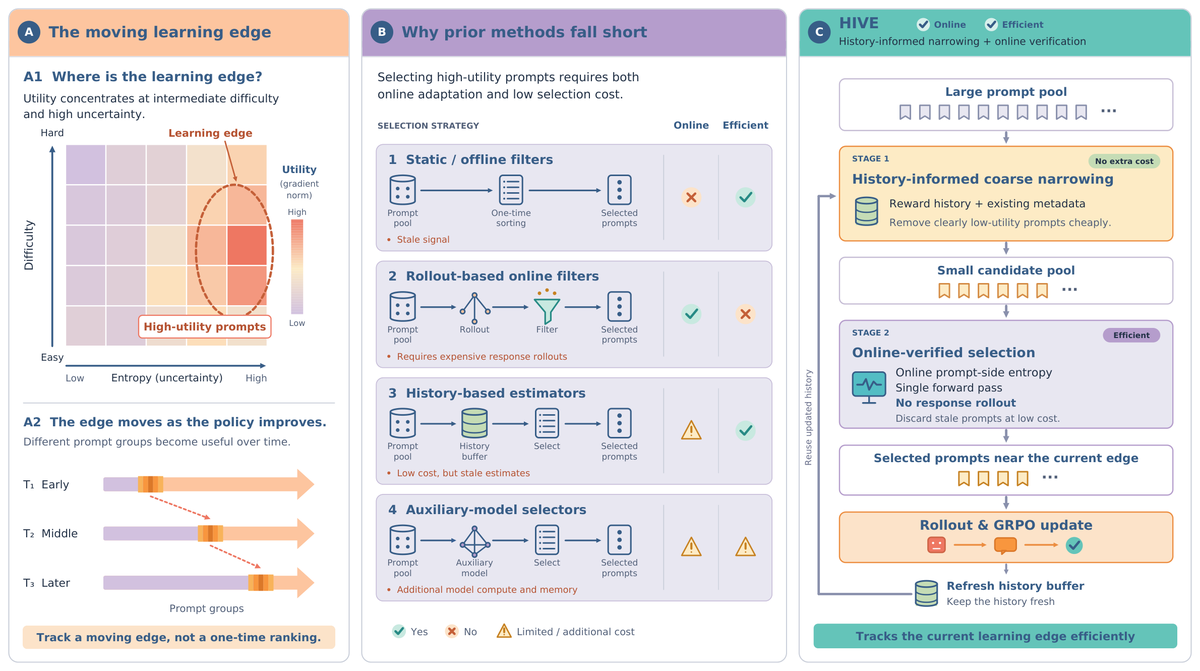 A The moving learning edge
A1 Where is the learning edge?
Utility concentrates at intermediate difficulty
and high uncertainty.
Hard
Learning edge
Utility
(gradient
norm)
High
Low
Difficulty
High-utility prompts
Easy
Low
Entropy (uncertainty)
High
A2 The edge moves as the policy improves.
Different prompt groups become useful over time.
T₁ Early
T₂ Middle
T₃ Later
Prompt groups
Track a moving edge, not a one-time ranking.
B Why prior methods fall short
Selecting high-utility prompts requires both
online adaptation and low selection cost.
SELECTION STRATEGY
Online
Efficient
1 Static / offline filters
Prompt
pool
One-time
sorting
Selected
prompts
• Stale signal
2 Rollout-based online filters
Prompt
pool
Rollout
Filter
Selected
prompts
• Requires expensive response rollouts
3 History-based estimators
Prompt
pool
History
buffer
Select
Selected
prompts
• Low cost, but stale estimates
4 Auxiliary-model selectors
Prompt
pool
Auxiliary
model
Select
Selected
prompts
• Additional model compute and memory
Yes
No
Limited / additional cost
C HIVE
Online
Efficient
History-informed narrowing + online verification
Large prompt pool
...
STAGE 1
No extra cost
History-informed coarse narrowing
Reward history + existing metadata
Remove clearly low-utility prompts cheaply.
Small candidate pool
...
STAGE 2
Efficient
Online-verified selection
Online prompt-side entropy
Single forward pass
No response rollout
Discard stale prompts at low cost.
Selected prompts near the current edge
...
Rollout & GRPO update
Refresh history buffer
Keep the history fresh
Reuse updated history
Tracks the current learning edge efficiently